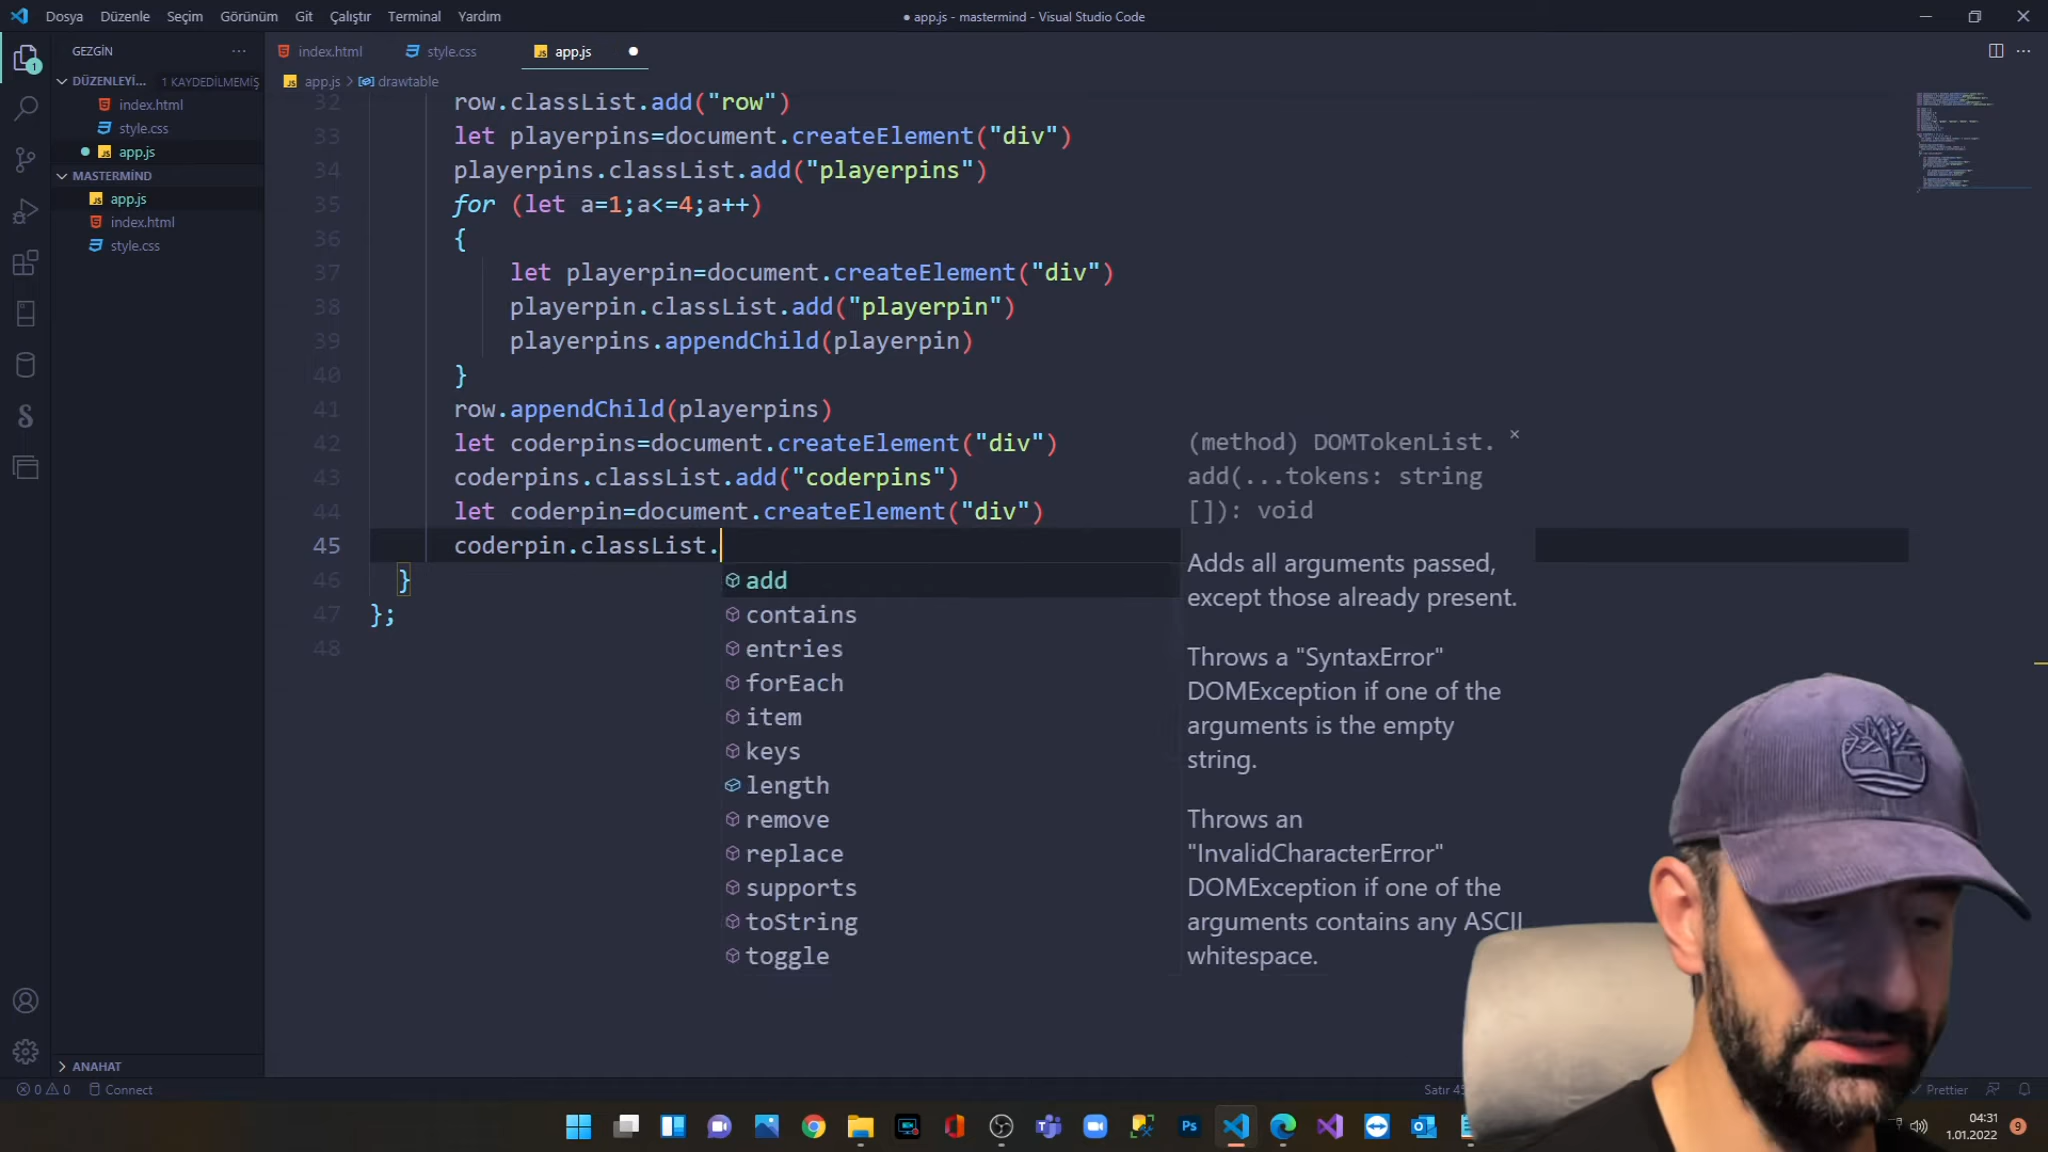 Dosya Düzenle Seçim Görünüm Git Çalıştır Terminal Yardım
● app.js - mastermind - Visual Studio Code
GEZGİN ···
index.html style.css app.js
DÜZENLEYİ... 1 KAYDEDİLMEMİŞ
app.js > drawtable
index.html
style.css
app.js
MASTERMİND
app.js
index.html
style.css
32 row.classList.add("row")
33 let playerpins=document.createElement("div")
34 playerpins.classList.add("playerpins")
35 for (let a=1;a<=4;a++)
36 {
37 let playerpin=document.createElement("div")
38 playerpin.classList.add("playerpin")
39 playerpins.appendChild(playerpin)
40 }
41 row.appendChild(playerpins)
42 let coderpins=document.createElement("div")
43 coderpins.classList.add("coderpins")
44 let coderpin=document.createElement("div")
45 coderpin.classList.
46 }
47 };
48
add
contains
entries
forEach
item
keys
length
remove
replace
supports
toString
toggle
(method) DOMTokenList.
add(...tokens: string
[]): void
Adds all arguments passed,
except those already present.
Throws a "SyntaxError"
DOMException if one of the
arguments is the empty
string.
Throws an
"InvalidCharacterError"
DOMException if one of the
arguments contains any ASCII
whitespace.
ANAHAT
0 0 Connect
Satır 45
Prettier
Ps
04:31
1.01.2022
9
1